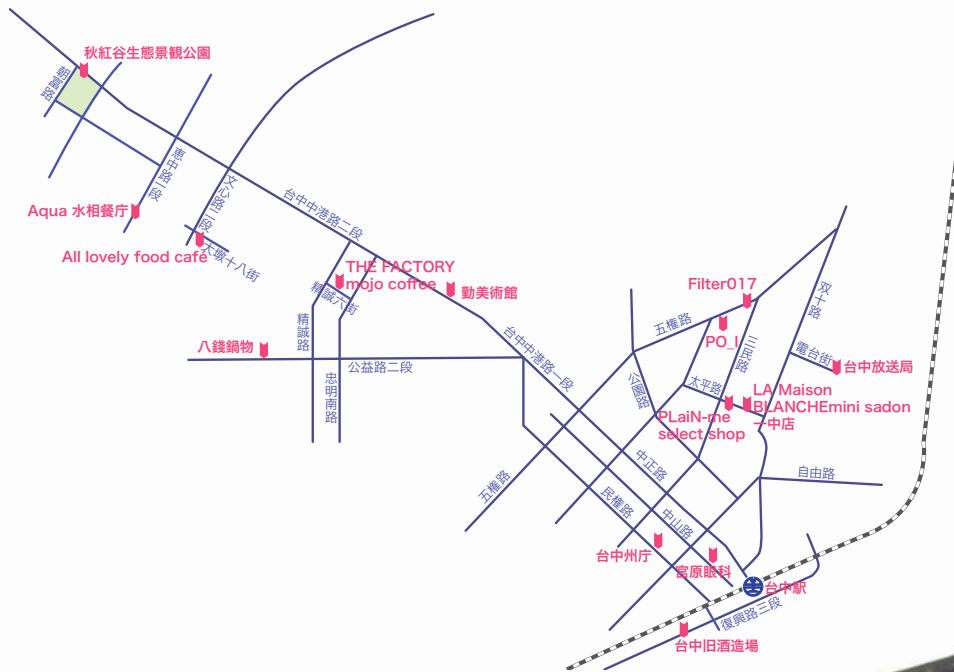 秋紅谷生態景観公園
朝富路
惠中路一段
文心路二段
台中中港路二段
Aqua 水相餐庁
All lovely food café
大墩十八街
THE FACTORY
mojo coffee
勤美術館
精誠六街
精誠路
八錢鍋物
公益路二段
忠明南路
台中中港路一段
Filter017
五権路
PO_I
三民路
双十路
電台街
台中放送局
公園路
太平路
LA Maison
BLANCHEmini sadon
一中店
PLaiN-me
select shop
五権路
中正路
民権路
中山路
自由路
台中州庁
宮原眼科
台中駅
復興路三段
台中旧酒造場